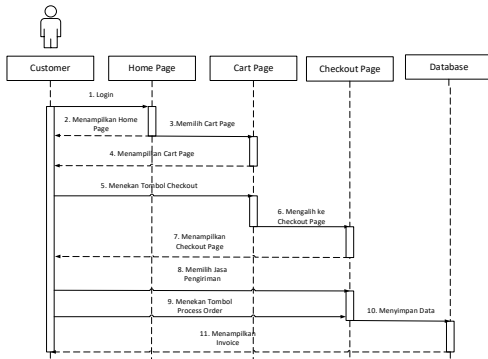 Customer
Home Page
Cart Page
Checkout Page
Database
1. Login
2. Menampilkan Home
Page
3.Memilih Cart Page
4. Menampilkan Cart Page
5. Menekan Tombol Checkout
6. Mengalih ke
Checkout Page
7. Menampilkan
Checkout Page
8. Memilih Jasa
Pengiriman
9. Menekan Tombol
Process Order
10. Menyimpan Data
11. Menampilkan
Invoice